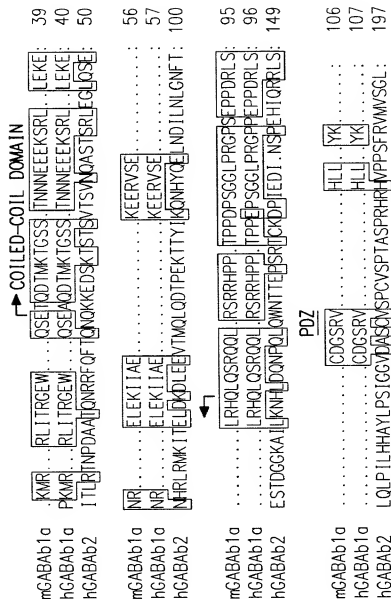 COILED-COIL DOMAIN
mGABAb1a .KMR..RLITRGEW.....QSETQDTMKTGSS.TNNNEEEKSRL..LEKE: 39
hGABAb1a PKMR..RLITRGEW.....QSEAQDTMKTGSS.TNNNEEEKSRL..LEKE: 40
hGABAb2 ITLRTNPDAATQNRRFQFTQNQKKEDSKTSTSVTSVNQASTSRLEGLQSE: 50
mGABAb1a NR..........ELEKIIAE............KEERVSE...........: 56
hGABAb1a NR..........ELEKIIAE............KEERVSE...........: 57
hGABAb2 NHRLRMKITELDKDLEEVTMQLQDTPEKTTYIKQNHYQELNDILNLGNFT: 100
mGABAb1a ..........LRHQLQSRQQL.RSRRHPP.TPPDPSGGLPRGPSEPPDRLS: 95
hGABAb1a ..........LRHQLQSRQQL.RSRRHPP.TPPEPSGGLPRGPPEPPDRLS: 96
hGABAb2 ESTDGGKAILKNHLDQNPQLQWNTTEPSRTCKDPIEDI.NSPEHIQRRLS: 149
PDZ
mGABAb1a .................CDGSRV..............HLL..YK......: 106
hGABAb1a .................CDGSRV..............HLL..YK......: 107
hGABAb2 LQLPILHHAYLPSIGGVDASCVSPCVSPTASPRHRHVPPSFRVMVSGL: 197